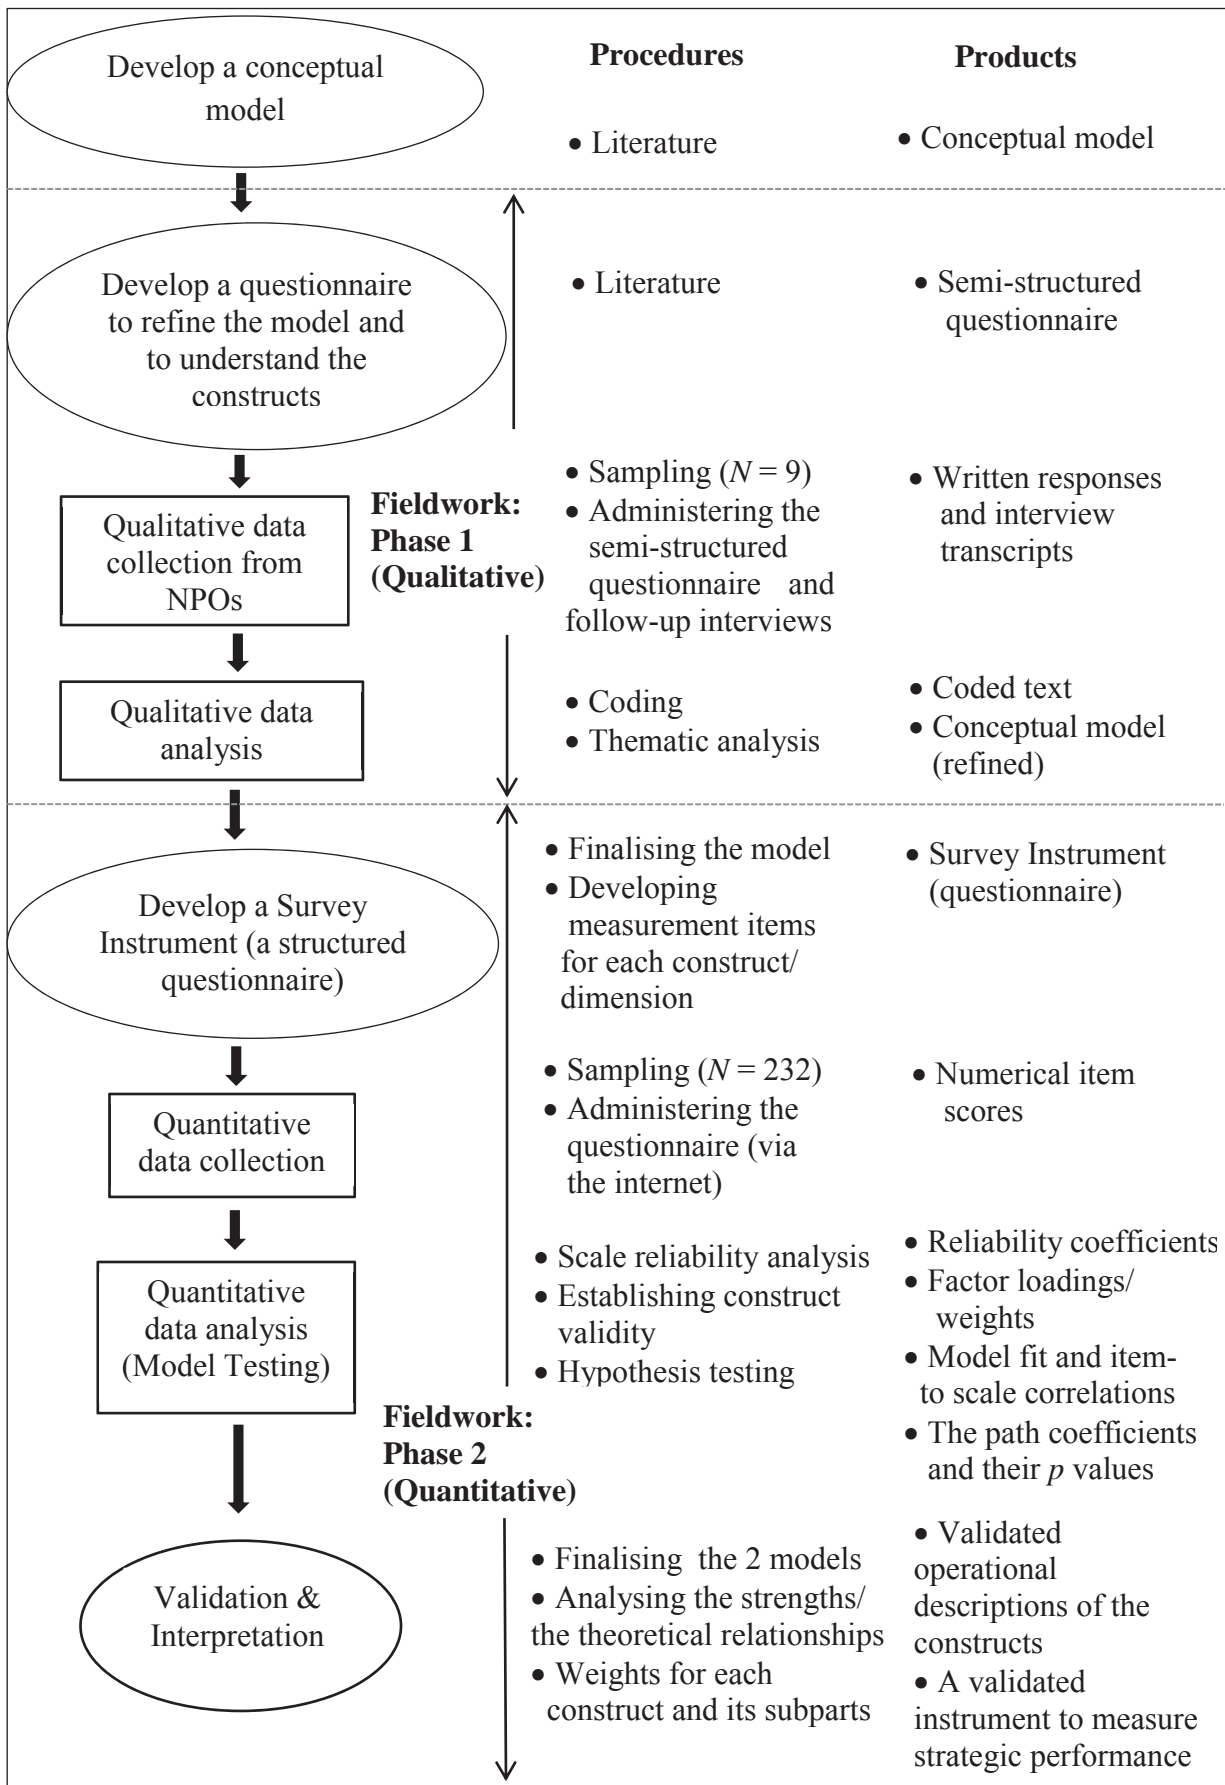 Procedures
Products
Develop a conceptual
model
• Literature
• Conceptual model
Develop a questionnaire
to refine the model and
to understand the
constructs
• Literature
• Semi-structured
questionnaire
Fieldwork:
Phase 1
(Qualitative)
Qualitative data
collection from
NPOs
• Sampling (N = 9)
• Administering the
semi-structured
questionnaire and
follow-up interviews
• Written responses
and interview
transcripts
Qualitative data
analysis
• Coding
• Thematic analysis
• Coded text
• Conceptual model
(refined)
Develop a Survey
Instrument (a structured
questionnaire)
• Finalising the model
• Developing
measurement items
for each construct/
dimension
• Survey Instrument
(questionnaire)
Quantitative
data collection
• Sampling (N = 232)
• Administering the
questionnaire (via
the internet)
• Numerical item
scores
Quantitative
data analysis
(Model Testing)
• Scale reliability analysis
• Establishing construct
validity
• Hypothesis testing
• Reliability coefficients
• Factor loadings/
weights
• Model fit and item-
to scale correlations
• The path coefficients
and their p values
Fieldwork:
Phase 2
(Quantitative)
Validation &
Interpretation
• Finalising the 2 models
• Analysing the strengths/
the theoretical relationships
• Weights for each
construct and its subparts
• Validated
operational
descriptions of the
constructs
• A validated
instrument to measure
strategic performance